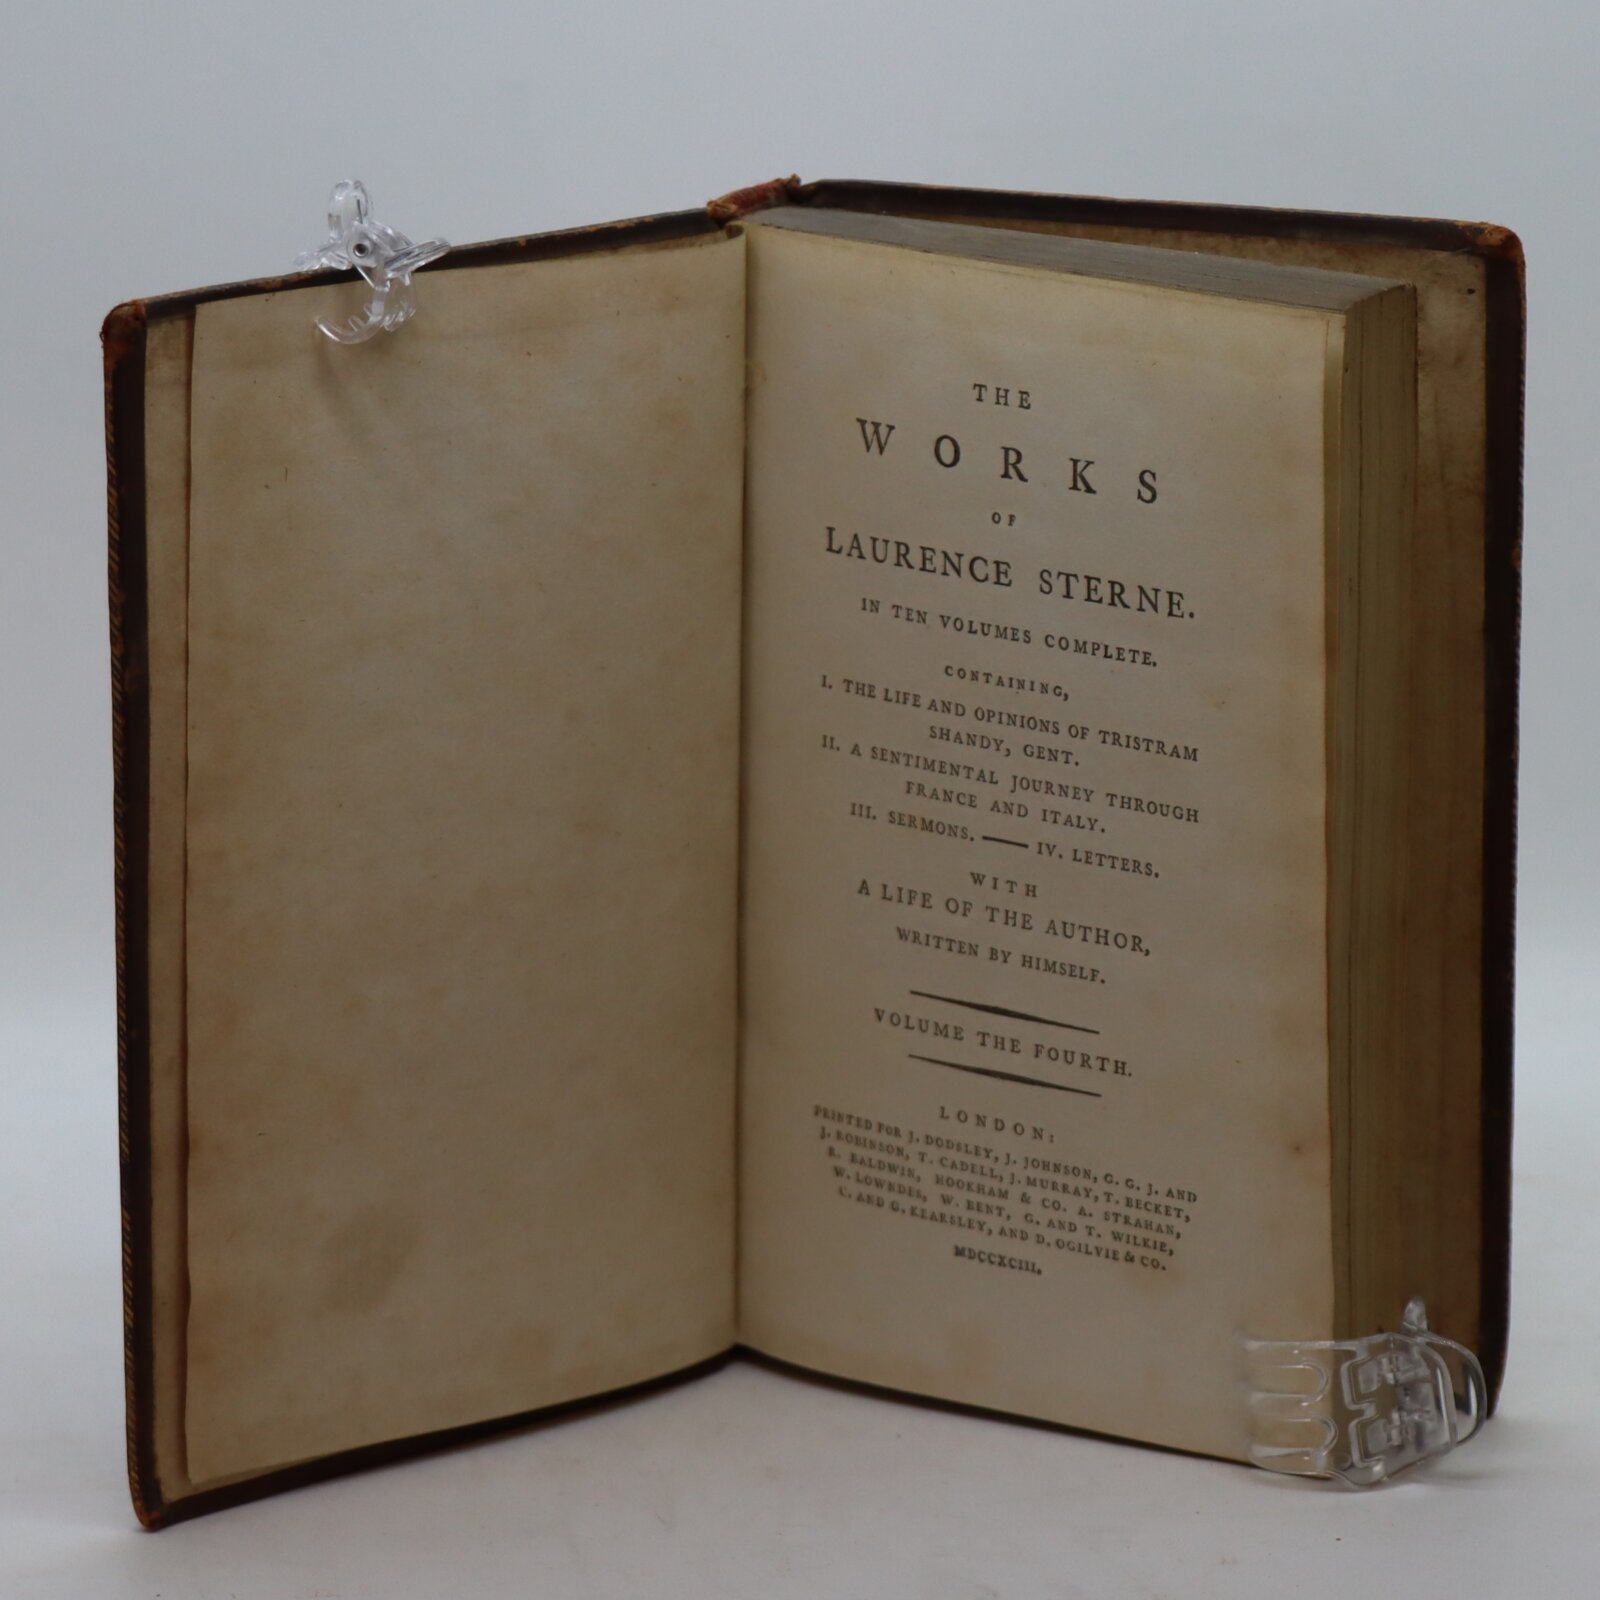 THE
WORKS
OF
LAURENCE STERNE.
IN TEN VOLUMES COMPLETE.
CONTAINING,
I. THE LIFE AND OPINIONS OF TRISTRAM
SHANDY, GENT.
II. A SENTIMENTAL JOURNEY THROUGH
FRANCE AND ITALY.
III. SERMONS. —— IV. LETTERS.
WITH
A LIFE OF THE AUTHOR,
WRITTEN BY HIMSELF.
VOLUME THE FOURTH.
LONDON:
PRINTED FOR J. DODSLEY, J. JOHNSON, G. G. J. AND
J. ROBINSON, T. CADELL, J. MURRAY, T. BECKET,
R. BALDWIN, HOOKHAM & CO. A. STRAHAN,
W. LOWNDES, W. BENT, G. AND T. WILKIE,
C. AND G. KEARSLEY, AND D. OGILVIE & CO.
MDCCXCIII.